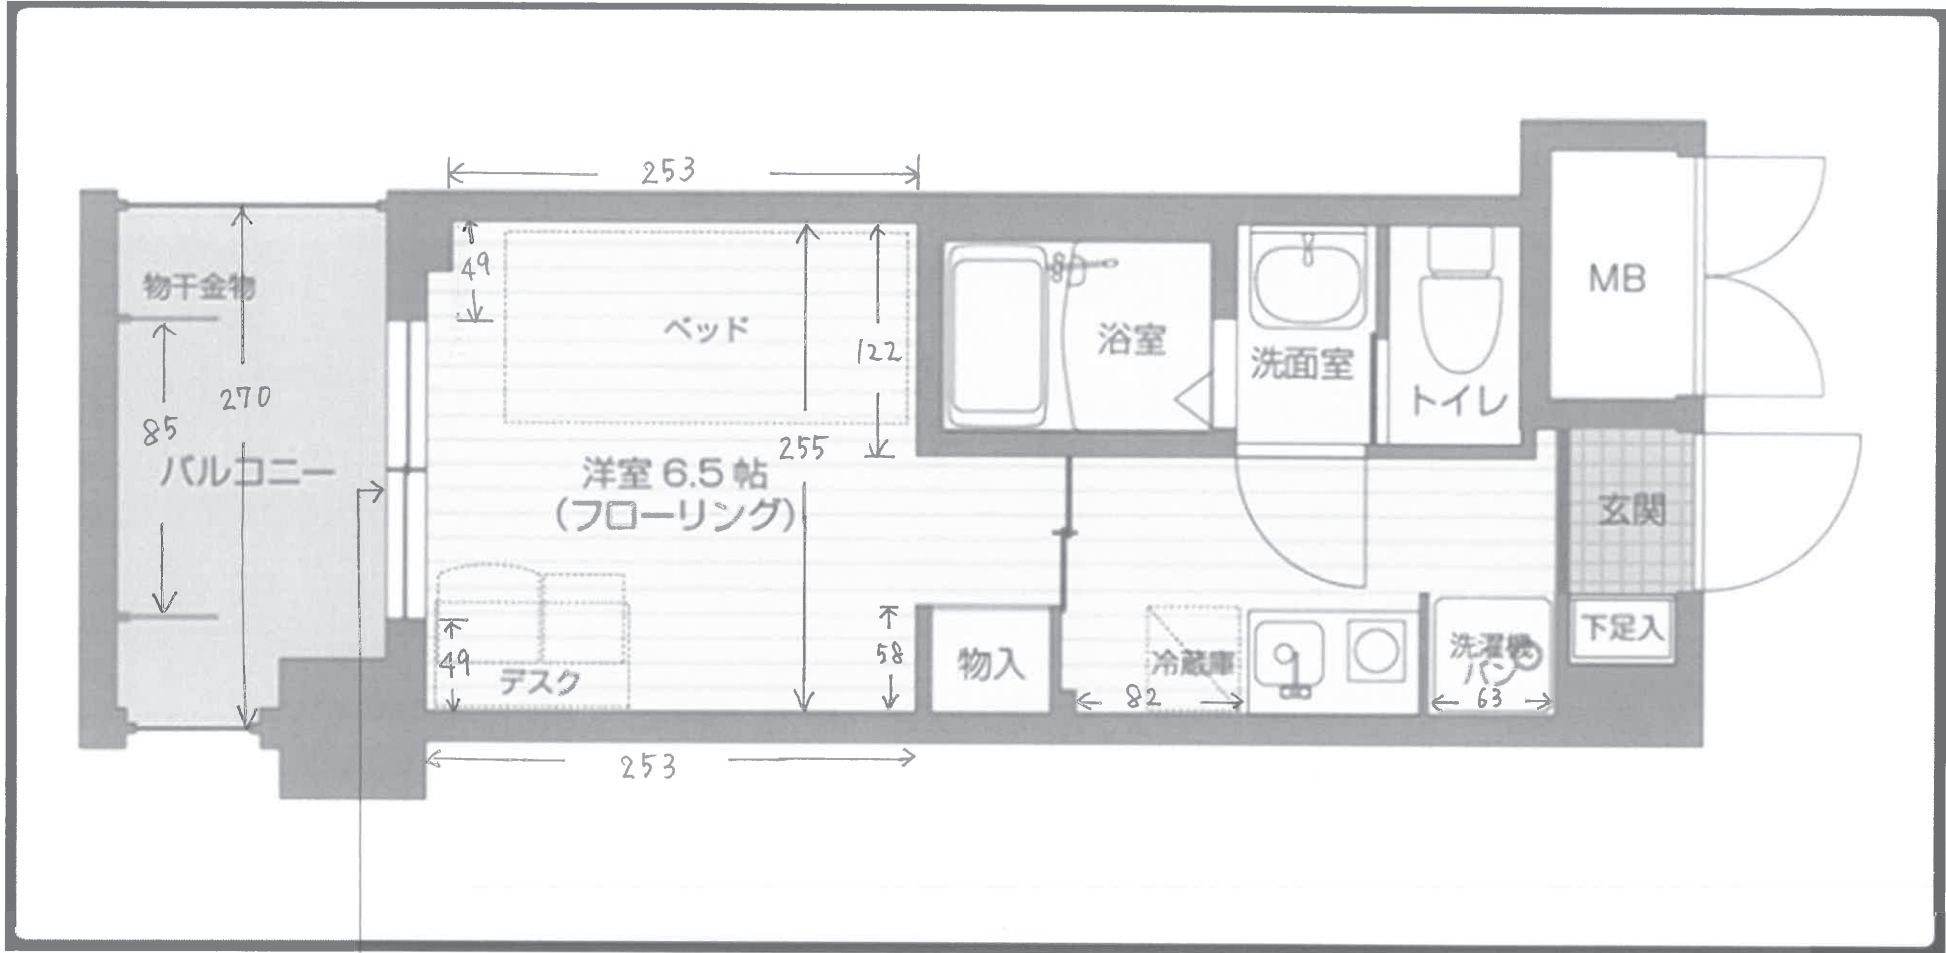 253
49
物干金物
270
85
バルコニー
ベッド
122
255
洋室 6.5 帖
(フローリング)
49
デスク
58
253
浴室
洗面室
トイレ
MB
玄関
物入
冷蔵庫
82
洗濯機
パン
63
下足入